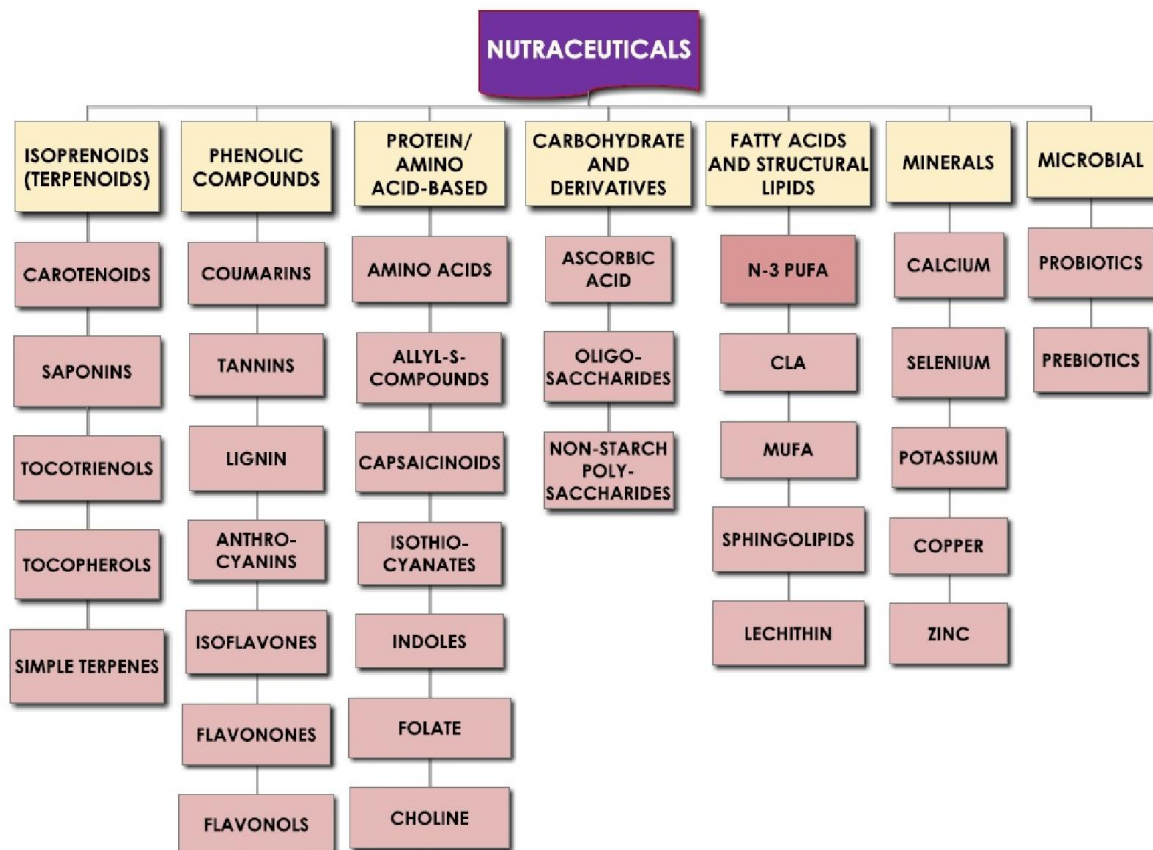 NUTRACEUTICALS
ISOPRENOIDS
(TERPENOIDS)
CAROTENOIDS
SAPONINS
TOCOTRIENOLS
TOCOPHEROLS
SIMPLE TERPENES
PHENOLIC
COMPOUNDS
COUMARINS
TANNINS
LIGNIN
ANTHRO-
CYANINS
ISOFLAVONES
FLAVONONES
FLAVONOLS
PROTEIN/
AMINO
ACID-BASED
AMINO ACIDS
ALLYL-S-
COMPOUNDS
CAPSAICINOIDS
ISOTHIO-
CYANATES
INDOLES
FOLATE
CHOLINE
CARBOHYDRATE
AND
DERIVATIVES
ASCORBIC
ACID
OLIGO-
SACCHARIDES
NON-STARCH
POLY-
SACCHARIDES
FATTY ACIDS
AND STRUCTURAL
LIPIDS
N-3 PUFA
CLA
MUFA
SPHINGOLIPIDS
LECHITHIN
MINERALS
CALCIUM
SELENIUM
POTASSIUM
COPPER
ZINC
MICROBIAL
PROBIOTICS
PREBIOTICS